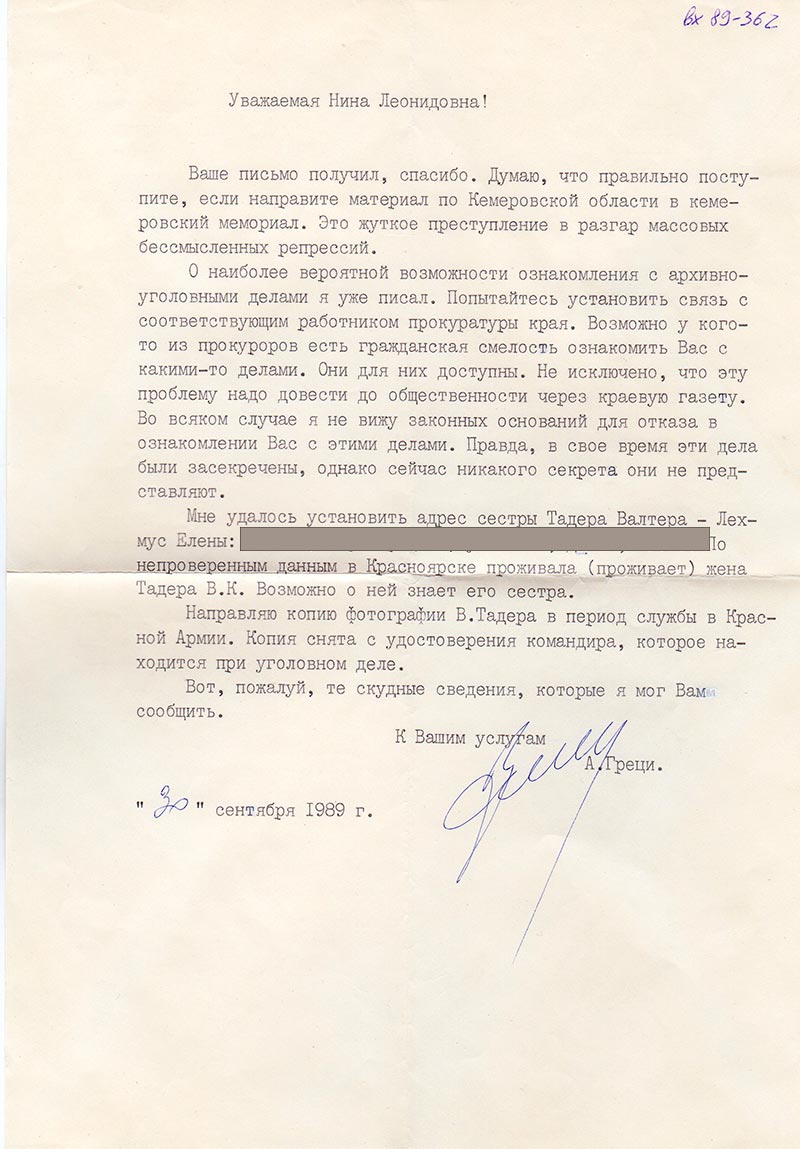 вх 89-362
Уважаемая Нина Леонидовна!
Ваше письмо получил, спасибо. Думаю, что правильно посту-
пите, если направите материал по Кемеровской области в кеме-
ровский мемориал. Это жуткое преступление в разгар массовых
бессмысленных репрессий.
О наиболее вероятной возможности ознакомления с архивно-
уголовными делами я уже писал. Попытайтесь установить связь с
соответствующим работником прокуратуры края. Возможно у кого-
то из прокуроров есть гражданская смелость ознакомить Вас с
какими-то делами. Они для них доступны. Не исключено, что эту
проблему надо довести до общественности через краевую газету.
Во всяком случае я не вижу законных оснований для отказа в
ознакомлении Вас с этими делами. Правда, в свое время эти дела
были засекречены, однако сейчас никакого секрета они не пред-
ставляют.
Мне удалось установить адрес сестры Тадера Валтера - Лех-
мус Елены: По
непроверенным данным в Красноярске проживала (проживает) жена
Тадера В.К. Возможно о ней знает его сестра.
Направляю копию фотографии В.Тадера в период службы в Крас-
ной Армии. Копия снята с удостоверения командира, которое на-
ходится при уголовном деле.
Вот, пожалуй, те скудные сведения, которые я мог Вам
сообщить.
К Вашим услугам
А.Греци.
" 30 " сентября 1989 г.